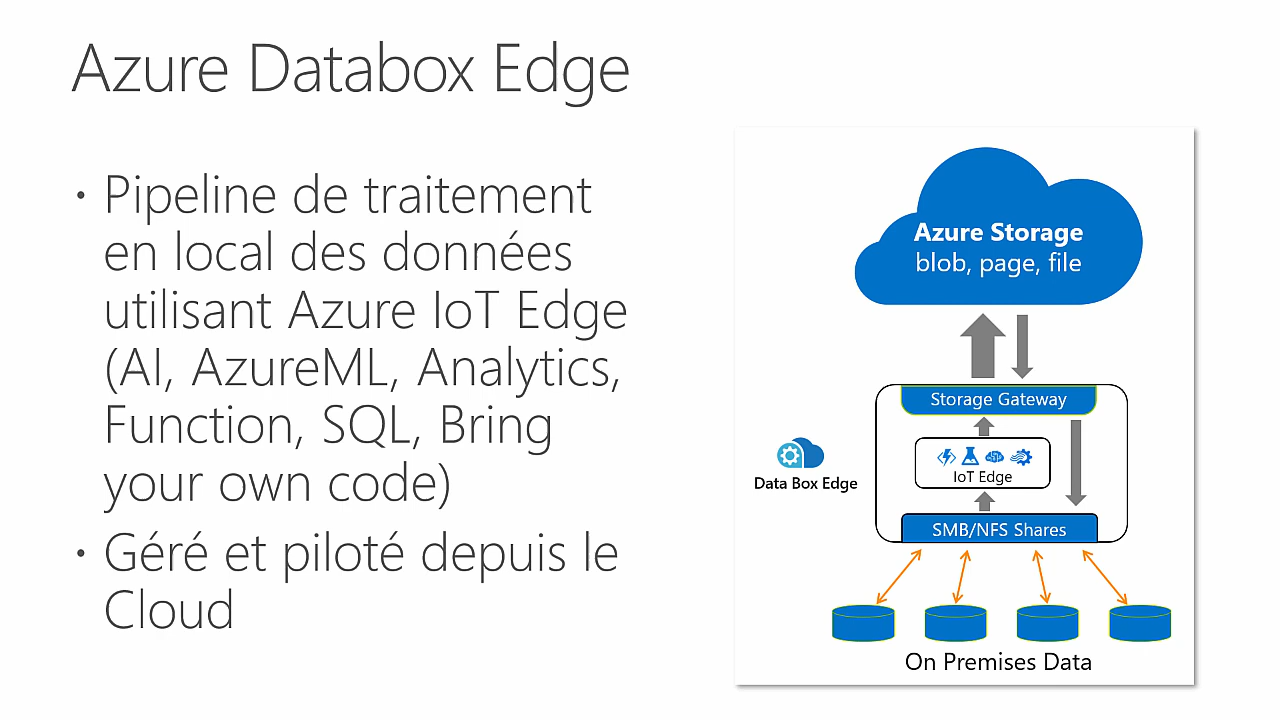 Azure Databox Edge
• Pipeline de traitement
en local des données
utilisant Azure IoT Edge
(AI, AzureML, Analytics,
Function, SQL, Bring
your own code)
• Géré et piloté depuis le
Cloud
Azure Storage
blob, page, file
Storage Gateway
IoT Edge
Data Box Edge
SMB/NFS Shares
On Premises Data